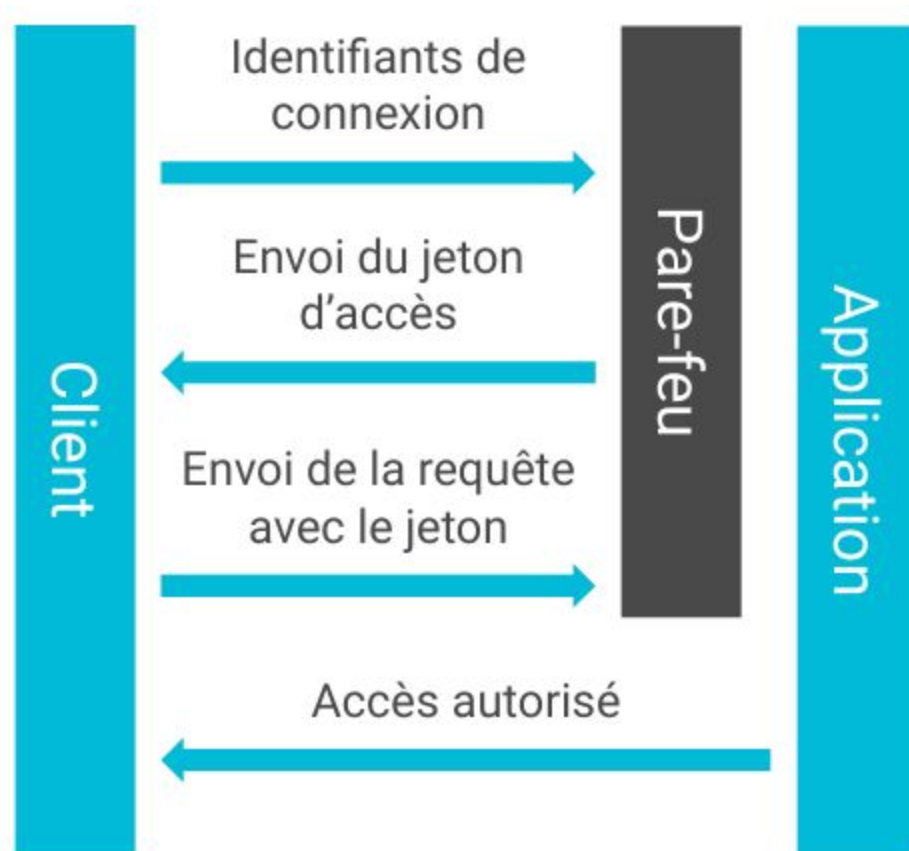 Identifiants de
connexion
Envoi du jeton
d’accès
Envoi de la requête
avec le jeton
Accès autorisé
Client
Pare-feu
Application